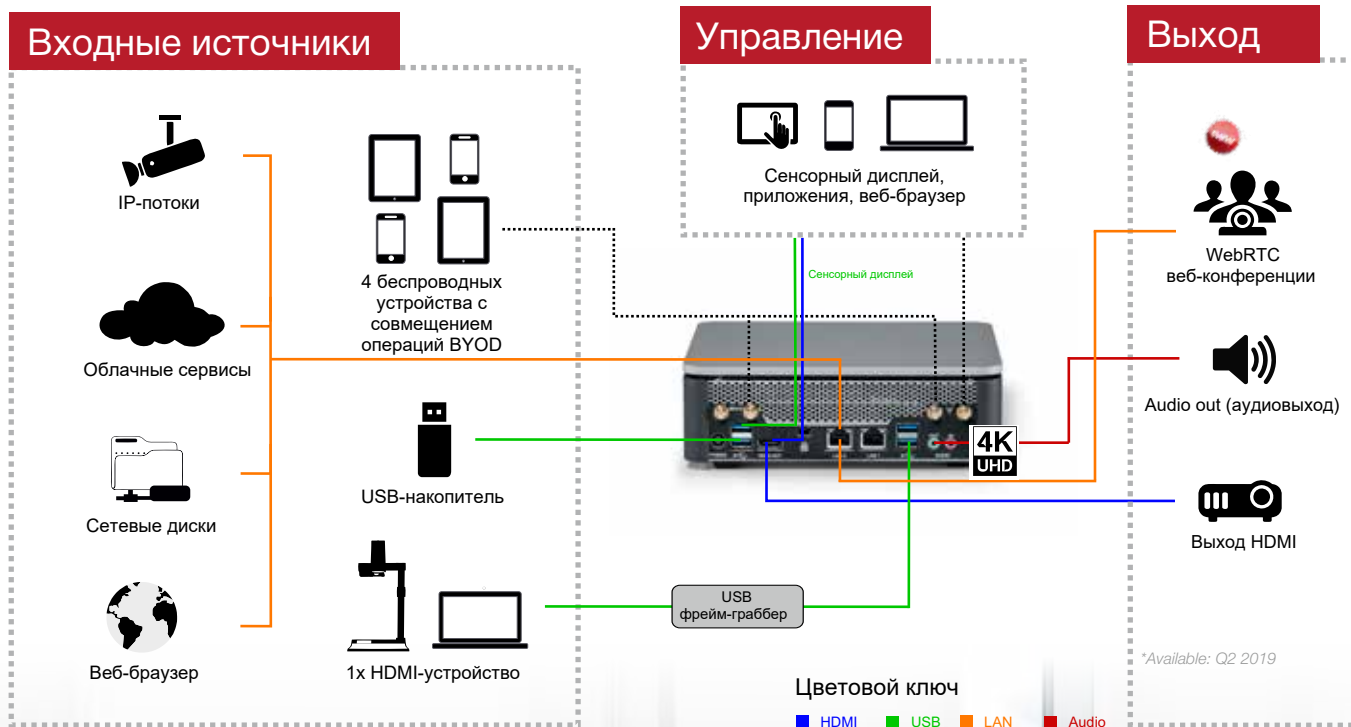 Входные источники
Управление
Выход
IP-потоки
Облачные сервисы
Сетевые диски
Веб-браузер
4 беспроводных
устройства с
совмещением
операций BYOD
USB-накопитель
1x HDMI-устройство
USB
фрейм-граббер
Сенсорный дисплей,
приложения, веб-браузер
Сенсорный дисплей
4K
UHD
WebRTC
веб-конференции
Audio out (аудиовыход)
Выход HDMI
*Available: Q2 2019
Цветовой ключ
HDMI
USB
LAN
Audio